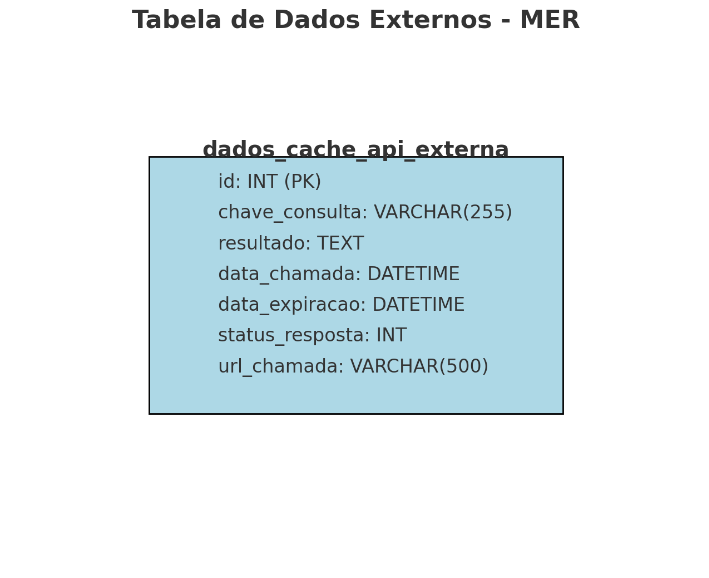 Tabela de Dados Externos - MER
dados_cache_api_externa
id: INT (PK)
chave_consulta: VARCHAR(255)
resultado: TEXT
data_chamada: DATETIME
data_expiracao: DATETIME
status_resposta: INT
url_chamada: VARCHAR(500)